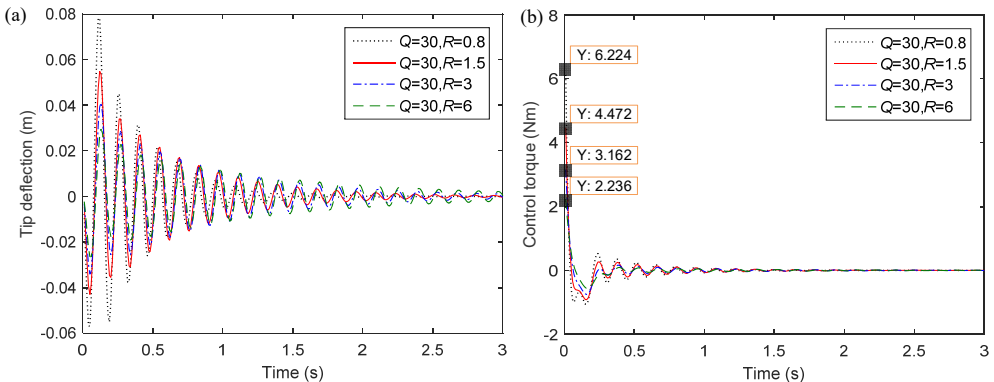 (a)
0.08
0.06
0.04
0.02
0
-0.02
-0.04
-0.06
Tip deflection (m)
0 0.5 1 1.5 2 2.5 3
Time (s)
Q=30,R=0.8
Q=30,R=1.5
Q=30,R=3
Q=30,R=6
(b)
8
6
4
2
0
-2
Control torque (Nm)
0 0.5 1 1.5 2 2.5 3
Time (s)
Y: 6.224
Y: 4.472
Y: 3.162
Y: 2.236
Q=30,R=0.8
Q=30,R=1.5
Q=30,R=3
Q=30,R=6